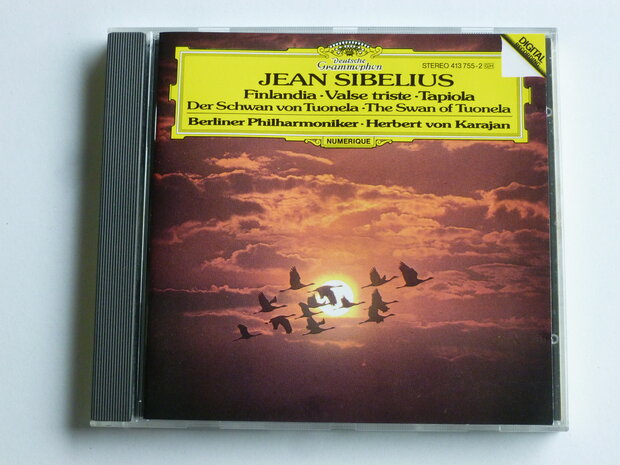 Deutsche
Grammophon
STEREO 413 755-2 GH
DIGITAL
JEAN SIBELIUS
Finlandia · Valse triste · Tapiola
Der Schwan von Tuonela · The Swan of Tuonela
Berliner Philharmoniker · Herbert von Karajan
NUMERIQUE